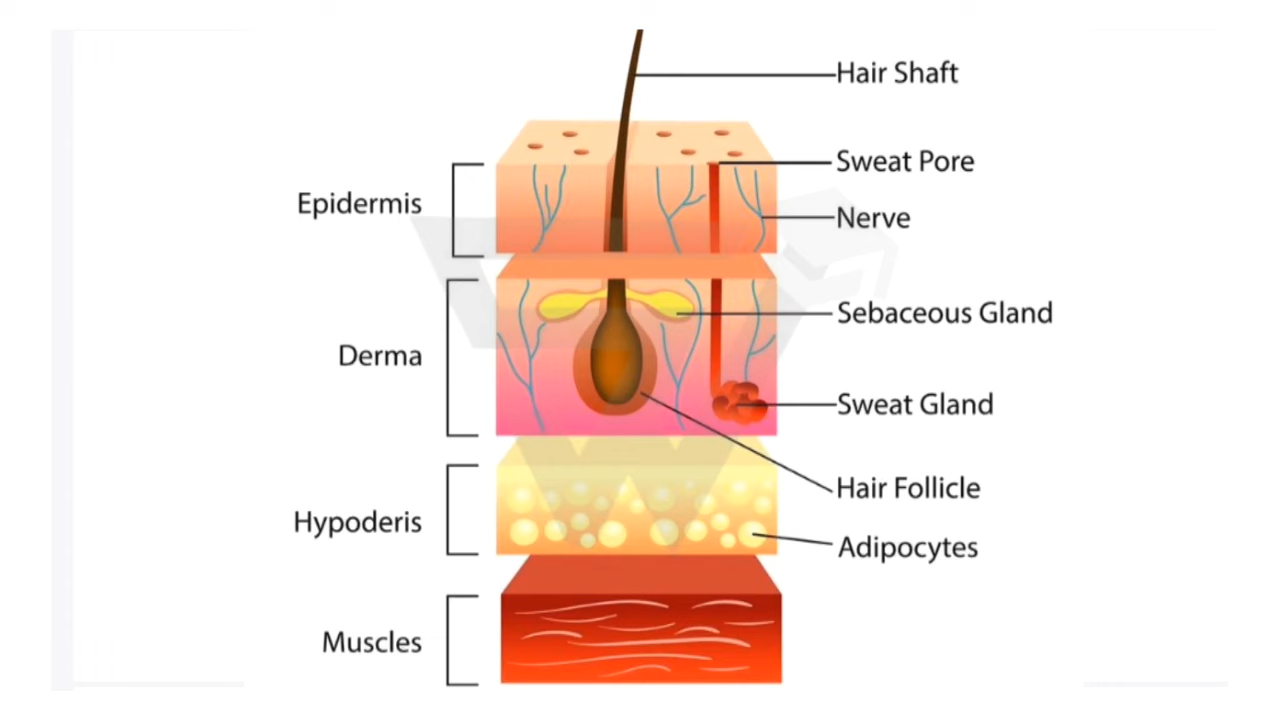 Hair Shaft
Sweat Pore
Epidermis
Nerve
Sebaceous Gland
Derma
Sweat Gland
Hair Follicle
Hypoderis
Adipocytes
Muscles